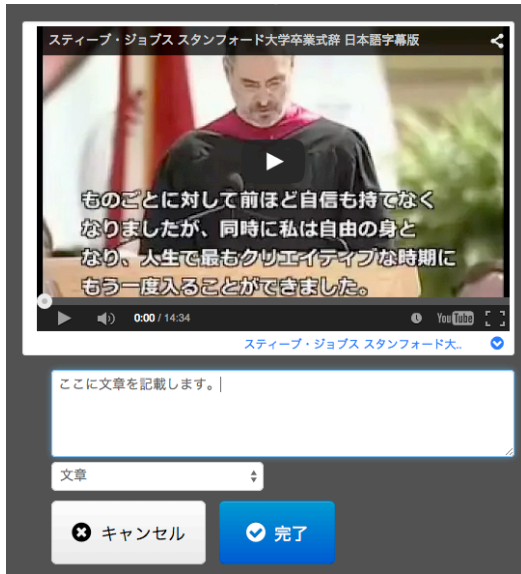 スティーブ・ジョブス スタンフォード大学卒業式辞 日本語字幕版
ものごとに対して前ほど自信も持てなく
なりましたが、同時に私は自由の身と
なり、人生で最もクリエイティブな時期に
もう一度入ることができました。
0:00 / 14:34
YouTube
スティーブ・ジョブス スタンフォード大..
ここに文章を記載します。
文章
キャンセル
完了